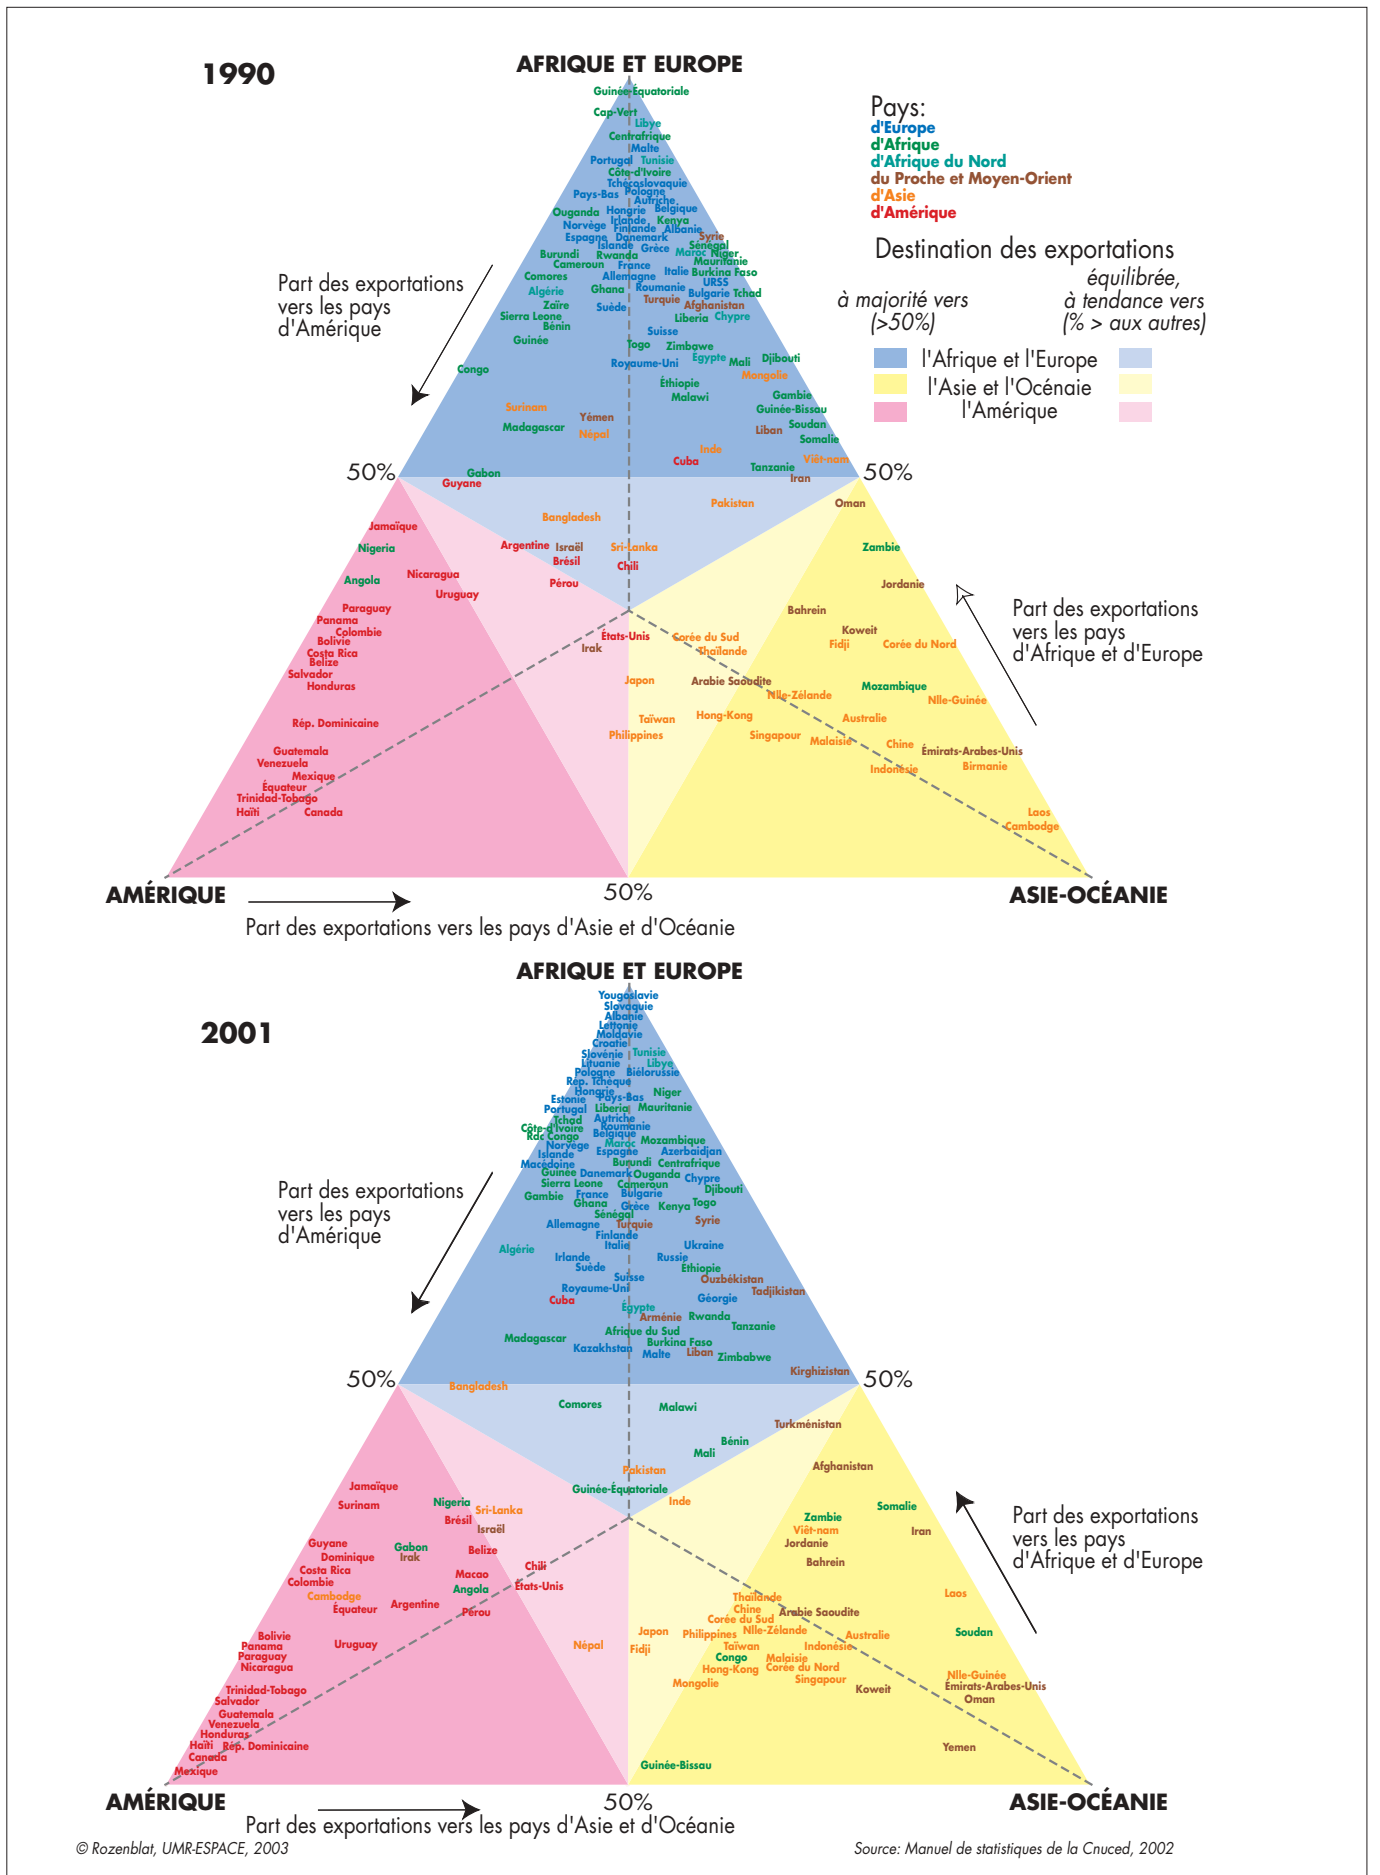 1990
AFRIQUE ET EUROPE
Guinée-Équatoriale
Cap-Vert
Libye
Centrafrique
Malte
Portugal
Tunisie
Côte-d'Ivoire
Tchécoslovaquie
Pays-Bas
Pologne
Autriche
Ouganda
Hongrie
Belgique
Irlande
Kenya
Norvège
Finlande
Albanie
Espagne
Danemark
Syrie
Islande
Grèce
Sénégal
Burundi
Rwanda
Maroc
Niger
Cameroun
France
Mauritanie
Comores
Allemagne
Italie
Burkina Faso
URSS
Algérie
Ghana
Roumanie
Bulgarie
Tchad
Zaïre
Suède
Turquie
Afghanistan
Sierra Leone
Liberia
Chypre
Bénin
Suisse
Guinée
Togo
Zimbawe
Royaume-Uni
Égypte
Mali
Djibouti
Congo
Mongolie
Éthiopie
Malawi
Gambie
Surinam
Yémen
Guinée-Bissau
Madagascar
Népal
Liban
Soudan
Somalie
Inde
Cuba
Viêt-nam
Tanzanie
Gabon
Iran
Guyane
50%
50%
Pays:
d'Europe
d'Afrique
d'Afrique du Nord
du Proche et Moyen-Orient
d'Asie
d'Amérique
Destination des exportations
à majorité vers
(>50%)
équilibrée,
à tendance vers
(% > aux autres)
l'Afrique et l'Europe
l'Asie et l'Océnaie
l'Amérique
Part des exportations
vers les pays
d'Amérique
Pakistan
Oman
Bangladesh
Jamaïque
Nigeria
Argentine
Israël
Sri-Lanka
Zambie
Brésil
Chili
Angola
Nicaragua
Pérou
Jordanie
Uruguay
Paraguay
Bahrein
Panama
Colombie
Koweit
Bolivie
États-Unis
Corée du Sud
Fidji
Corée du Nord
Costa Rica
Irak
Thaïlande
Belize
Salvador
Honduras
Japon
Arabie Saoudite
Mozambique
Nlle-Zélande
Nlle-Guinée
Rép. Dominicaine
Taïwan
Hong-Kong
Australie
Philippines
Singapour
Malaisie
Chine
Émirats-Arabes-Unis
Guatemala
Venezuela
Indonésie
Birmanie
Mexique
Équateur
Trinidad-Tobago
Haïti
Canada
Laos
Cambodge
Part des exportations
vers les pays
d'Afrique et d'Europe
AMÉRIQUE
50%
ASIE-OCÉANIE
Part des exportations vers les pays d'Asie et d'Océanie
AFRIQUE ET EUROPE
2001
Yougoslavie
Slovaquie
Albanie
Lettonie
Moldavie
Croatie
Slovénie
Tunisie
Lituanie
Libye
Pologne
Biélorussie
Rép. Tchèque
Hongrie
Niger
Estonie
Pays-Bas
Portugal
Liberia
Mauritanie
Tchad
Autriche
Côte-d'Ivoire
Roumanie
Rdc Congo
Belgique
Norvège
Maroc
Mozambique
Islande
Espagne
Azerbaidjan
Macédoine
Burundi
Centrafrique
Guinée
Danemark
Ouganda
Chypre
Sierra Leone
Cameroun
Djibouti
Gambie
France
Bulgarie
Ghana
Grèce
Kenya
Togo
Sénégal
Allemagne
Turquie
Syrie
Finlande
Algérie
Italie
Ukraine
Irlande
Russie
Suède
Éthiopie
Suisse
Ouzbékistan
Royaume-Uni
Tadjikistan
Cuba
Géorgie
Égypte
Arménie
Rwanda
Tanzanie
Madagascar
Afrique du Sud
Burkina Faso
Kazakhstan
Malte
Liban
Zimbabwe
Kirghizistan
Part des exportations
vers les pays
d'Amérique
50%
50%
Bangladesh
Comores
Malawi
Turkménistan
Bénin
Mali
Pakistan
Afghanistan
Jamaïque
Guinée-Équatoriale
Surinam
Nigeria
Sri-Lanka
Inde
Somalie
Brésil
Zambie
Israël
Viêt-nam
Iran
Guyane
Gabon
Belize
Jordanie
Dominique
Irak
Bahrein
Costa Rica
Macao
Chili
Colombie
Angola
États-Unis
Cambodge
Thaïlande
Laos
Équateur
Argentine
Pérou
Chine
Arabie Saoudite
Corée du Sud
Bolivie
Japon
Philippines
Nlle-Zélande
Australie
Soudan
Panama
Uruguay
Népal
Fidji
Taïwan
Indonésie
Paraguay
Congo
Malaisie
Nicaragua
Hong-Kong
Corée du Nord
Mongolie
Singapour
Nlle-Guinée
Trinidad-Tobago
Koweit
Émirats-Arabes-Unis
Salvador
Oman
Guatemala
Venezuela
Honduras
Haïti
Rép. Dominicaine
Yemen
Canada
Mexique
Guinée-Bissau
Part des exportations
vers les pays
d'Afrique et d'Europe
AMÉRIQUE
50%
ASIE-OCÉANIE
Part des exportations vers les pays d'Asie et d'Océanie
© Rozenblat, UMR-ESPACE, 2003
Source: Manuel de statistiques de la Cnuced, 2002